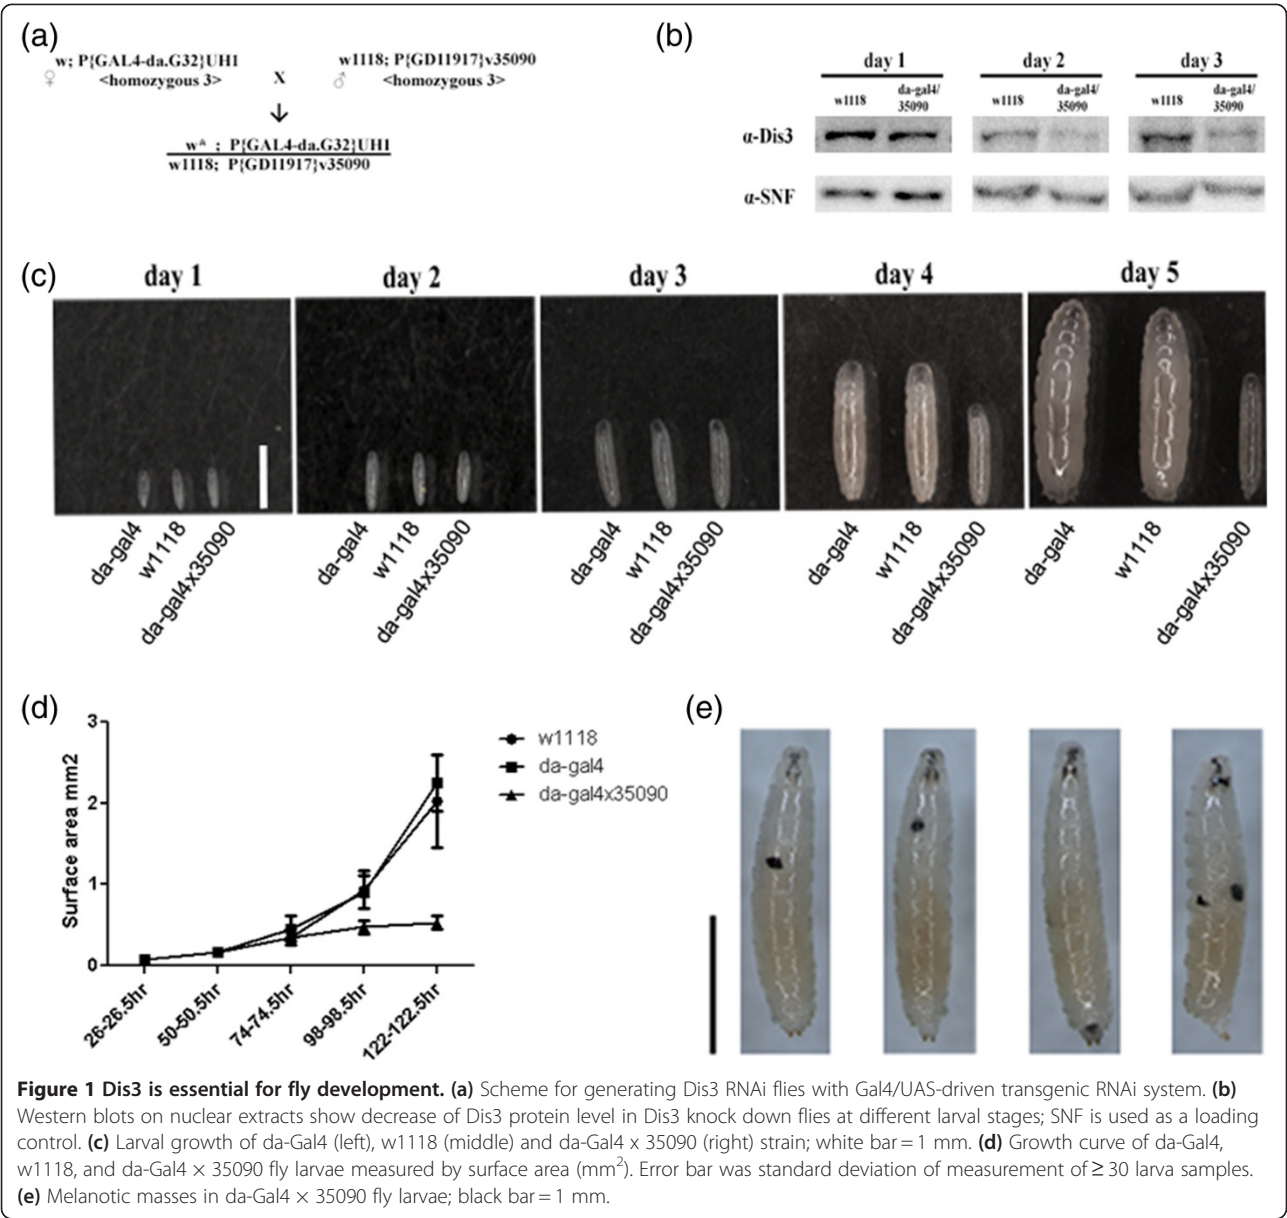 (a)
w; P{GAL4-da.G32}UH1
♀ <homozygous 3>
X
w1118; P{GD11917}v35090
♂ <homozygous 3>
w* ; P{GAL4-da.G32}UH1
w1118; P{GD11917}v35090
(b)
day 1
day 2
day 3
w1118
da-gal4/
35090
w1118
da-gal4/
35090
w1118
da-gal4/
35090
α-Dis3
α-SNF
(c)
day 1
day 2
day 3
day 4
day 5
da-gal4
w1118
da-gal4x35090
da-gal4
w1118
da-gal4x35090
da-gal4
w1118
da-gal4x35090
da-gal4
w1118
da-gal4x35090
da-gal4
w1118
da-gal4x35090
(d)
Surface area mm2
3
2
1
0
26-26.5hr
50-50.5hr
74-74.5hr
98-98.5hr
122-122.5hr
w1118
da-gal4
da-gal4x35090
(e)
Figure 1 Dis3 is essential for fly development. (a) Scheme for generating Dis3 RNAi flies with Gal4/UAS-driven transgenic RNAi system. (b)
Western blots on nuclear extracts show decrease of Dis3 protein level in Dis3 knock down flies at different larval stages; SNF is used as a loading
control. (c) Larval growth of da-Gal4 (left), w1118 (middle) and da-Gal4 x 35090 (right) strain; white bar = 1 mm. (d) Growth curve of da-Gal4,
w1118, and da-Gal4 × 35090 fly larvae measured by surface area (mm²). Error bar was standard deviation of measurement of ≥ 30 larva samples.
(e) Melanotic masses in da-Gal4 × 35090 fly larvae; black bar = 1 mm.